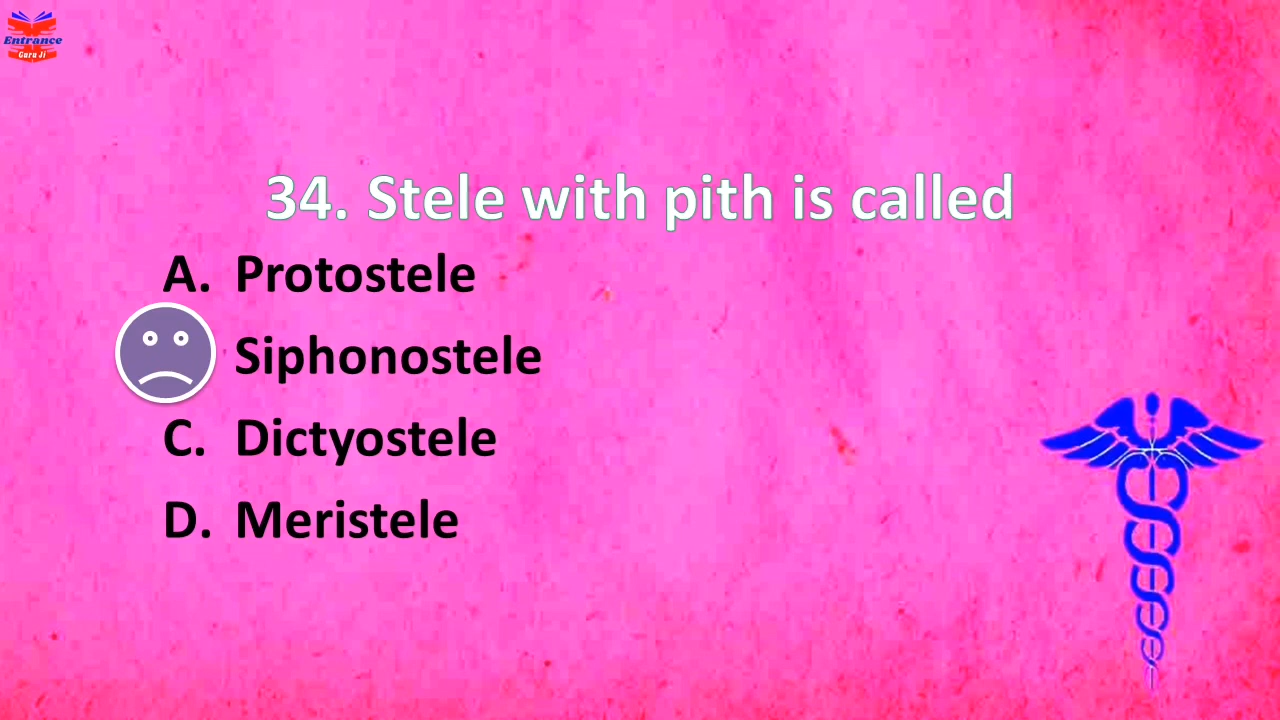 Entrance
Guru Ji
34. Stele with pith is called
A. Protostele
Siphonostele
C. Dictyostele
D. Meristele